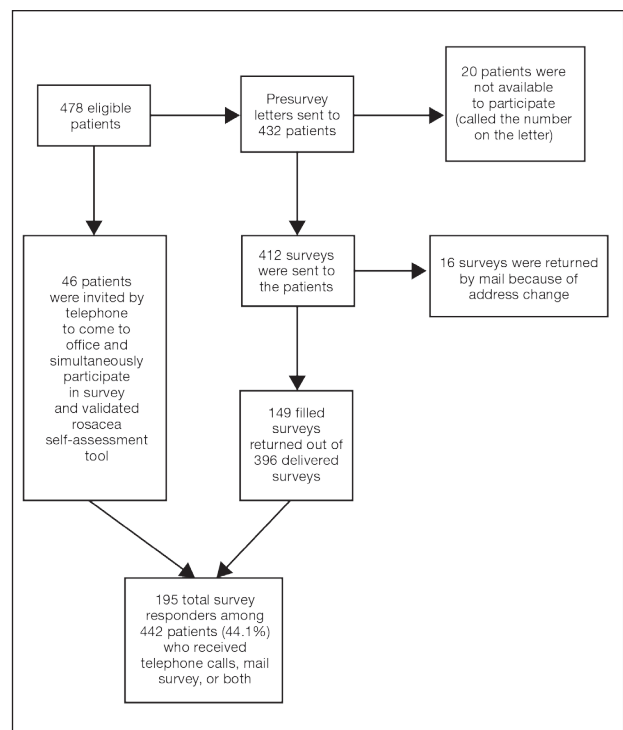 478 eligible
patients
Presurvey
letters sent to
432 patients
20 patients were
not available
to participate
(called the number
on the letter)
46 patients
were invited by
telephone
to come to
office and
simultaneously
participate
in survey
and validated
rosacea
self-assessment
tool
412 surveys
were sent to
the patients
16 surveys were returned
by mail because of
address change
149 filled
surveys
returned out of
396 delivered
surveys
195 total survey
responders among
442 patients (44.1%)
who received
telephone calls, mail
survey, or both